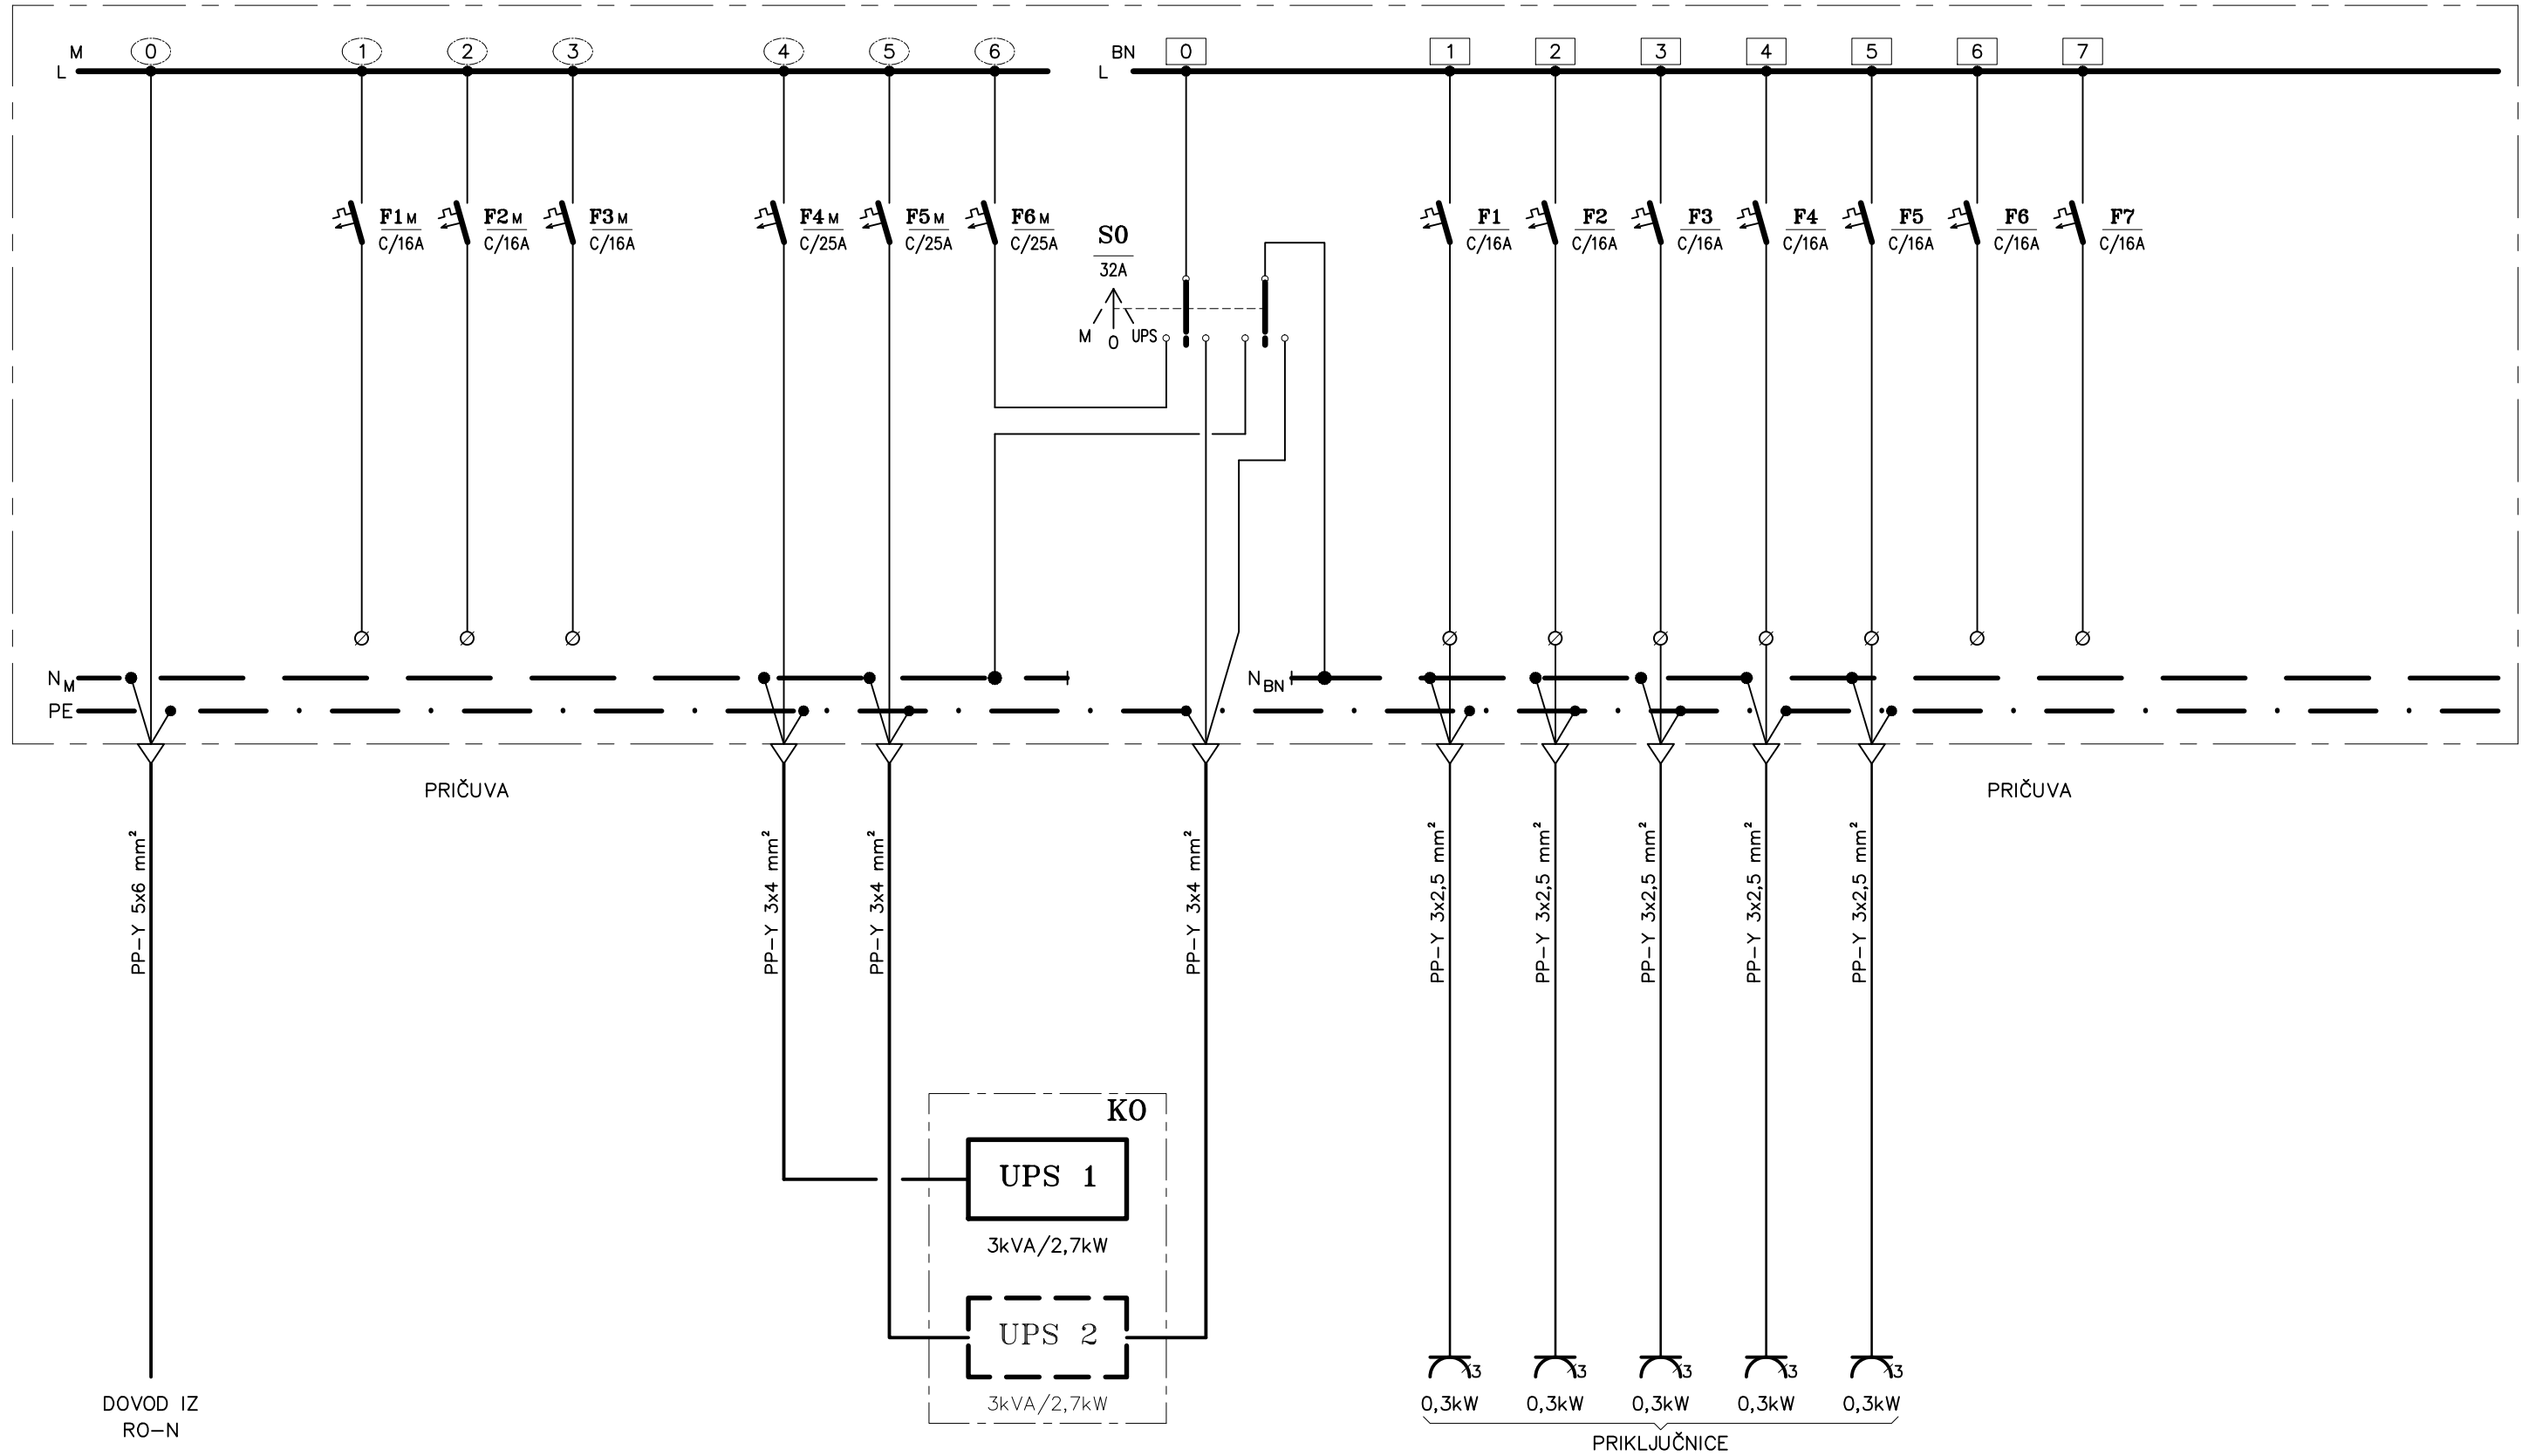 M 0 1 2 3 4 5 6 BN 0 1 2 3 4 5 6 7
L L
F1M F2M F3M F4M F5M F6M F1 F2 F3 F4 F5 F6 F7
C/16A C/16A C/16A C/25A C/25A C/25A C/16A C/16A C/16A C/16A C/16A C/16A C/16A
S0
32A
M 0 UPS
NM NBN
PE
PRIČUVA PRIČUVA
PP-Y 5x6 mm²
PP-Y 3x4 mm²
PP-Y 3x4 mm²
PP-Y 3x4 mm²
PP-Y 3x2,5 mm²
PP-Y 3x2,5 mm²
PP-Y 3x2,5 mm²
PP-Y 3x2,5 mm²
PP-Y 3x2,5 mm²
KO
UPS 1
3kVA/2,7kW
UPS 2
3kVA/2,7kW
3 3 3 3 3
0,3kW 0,3kW 0,3kW 0,3kW 0,3kW
DOVOD IZ
RO-N
PRIKLJUČNICE